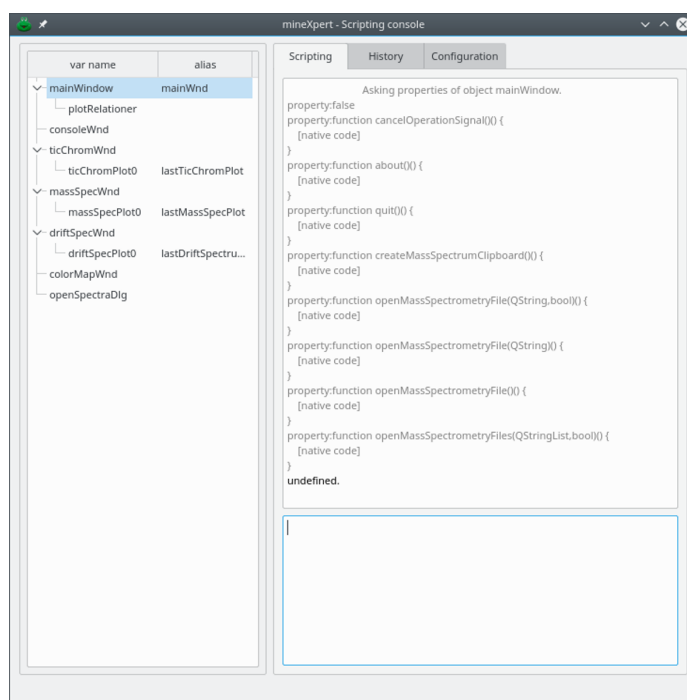 mineXpert - Scripting console
var name alias
mainWindow mainWnd
plotRelationer
consoleWnd
ticChromWnd
ticChromPlot0 lastTicChromPlot
massSpecWnd
massSpecPlot0 lastMassSpecPlot
driftSpecWnd
driftSpecPlot0 lastDriftSpectru...
colorMapWnd
openSpectraDlg
Scripting History Configuration
Asking properties of object mainWindow.
property:false
property:function cancelOperationSignal()() {
[native code]
}
property:function about()() {
[native code]
}
property:function quit()() {
[native code]
}
property:function createMassSpectrumClipboard()() {
[native code]
}
property:function openMassSpectrometryFile(QString,bool)() {
[native code]
}
property:function openMassSpectrometryFile(QString)() {
[native code]
}
property:function openMassSpectrometryFile()() {
[native code]
}
property:function openMassSpectrometryFiles(QStringList,bool)() {
[native code]
}
undefined.